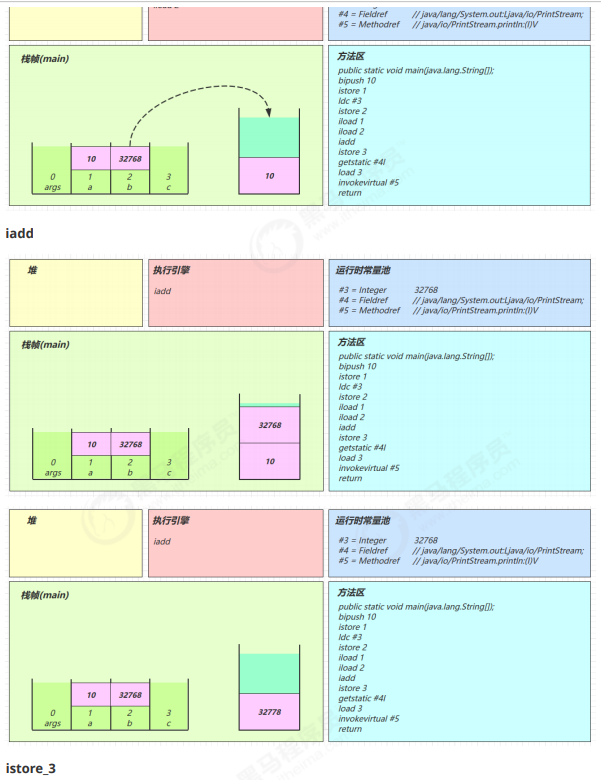 #4 = Fieldref // java/lang/System.out:Ljava/io/PrintStream;
#5 = Methodref // java/io/PrintStream.println:(I)V
栈帧(main)
10 32768
0 1 2 3
args a b c
10
方法区
public static void main(java.lang.String[]);
bipush 10
istore 1
ldc #3
istore 2
iload 1
iload 2
iadd
istore 3
getstatic #4l
load 3
invokevirtual #5
return
iadd
堆
执行引擎
iadd
运行时常量池
#3 = Integer 32768
#4 = Fieldref // java/lang/System.out:Ljava/io/PrintStream;
#5 = Methodref // java/io/PrintStream.println:(I)V
栈帧(main)
10 32768
0 1 2 3
args a b c
32768
10
方法区
public static void main(java.lang.String[]);
bipush 10
istore 1
ldc #3
istore 2
iload 1
iload 2
iadd
istore 3
getstatic #4l
load 3
invokevirtual #5
return
堆
执行引擎
iadd
运行时常量池
#3 = Integer 32768
#4 = Fieldref // java/lang/System.out:Ljava/io/PrintStream;
#5 = Methodref // java/io/PrintStream.println:(I)V
栈帧(main)
10 32768
0 1 2 3
args a b c
32778
方法区
public static void main(java.lang.String[]);
bipush 10
istore 1
ldc #3
istore 2
iload 1
iload 2
iadd
istore 3
getstatic #4l
load 3
invokevirtual #5
return
istore_3